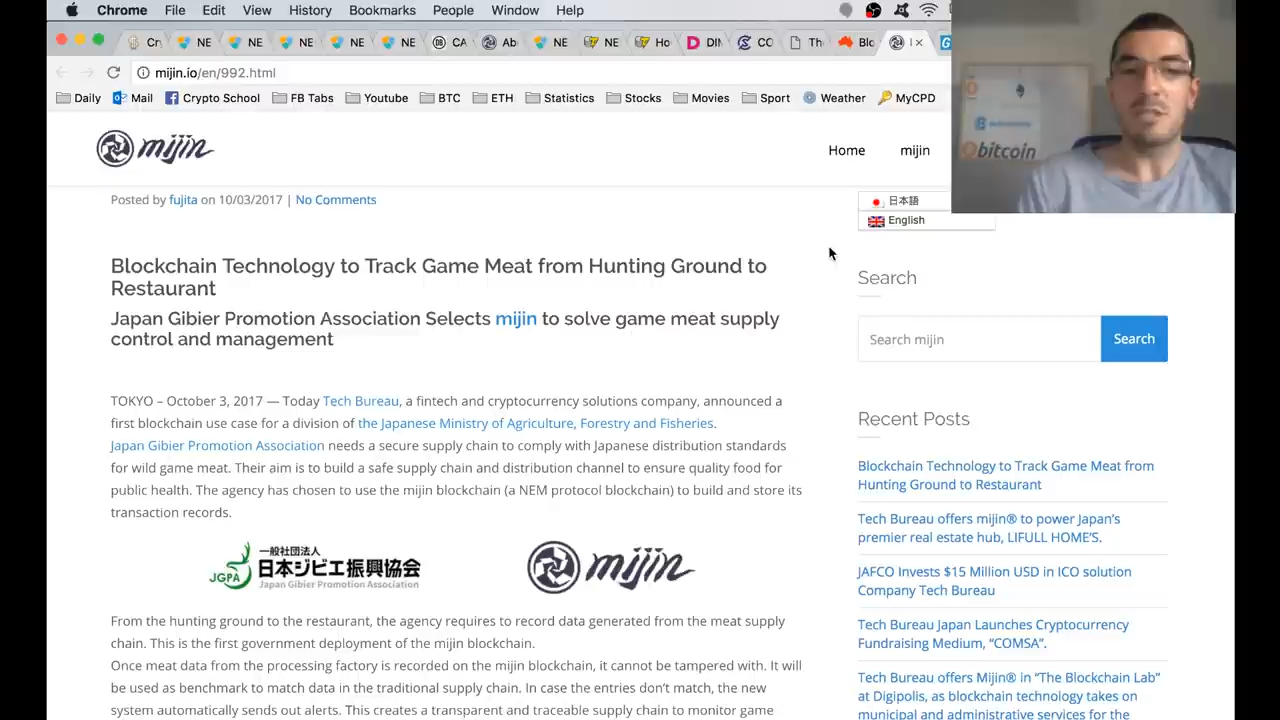 Chrome File Edit View History Bookmarks People Window Help
Cr NE NE NE NE NE CA Ab NE NE Ho DIN CO Th Blo
mijin.io/en/992.html
Daily Mail Crypto School FB Tabs Youtube BTC ETH Statistics Stocks Movies Sport Weather MyCPD
bitcoin
mijin
Home mijin
Posted by fujita on 10/03/2017 | No Comments
日本語
English
Blockchain Technology to Track Game Meat from Hunting Ground to
Restaurant
Japan Gibier Promotion Association Selects mijin to solve game meat supply
control and management
TOKYO – October 3, 2017 — Today Tech Bureau, a fintech and cryptocurrency solutions company, announced a
first blockchain use case for a division of the Japanese Ministry of Agriculture, Forestry and Fisheries.
Japan Gibier Promotion Association needs a secure supply chain to comply with Japanese distribution standards
for wild game meat. Their aim is to build a safe supply chain and distribution channel to ensure quality food for
public health. The agency has chosen to use the mijin blockchain (a NEM protocol blockchain) to build and store its
transaction records.
一般社団法人
日本ジビエ振興協会
JGPA Japan Gibier Promotion Association
mijin
From the hunting ground to the restaurant, the agency requires to record data generated from the meat supply
chain. This is the first government deployment of the mijin blockchain.
Once meat data from the processing factory is recorded on the mijin blockchain, it cannot be tampered with. It will
be used as benchmark to match data in the traditional supply chain. In case the entries don't match, the new
system automatically sends out alerts. This creates a transparent and traceable supply chain to monitor game
Search
Search mijin
Search
Recent Posts
Blockchain Technology to Track Game Meat from
Hunting Ground to Restaurant
Tech Bureau offers mijin® to power Japan's
premier real estate hub, LIFULL HOME'S.
JAFCO Invests $15 Million USD in ICO solution
Company Tech Bureau
Tech Bureau Japan Launches Cryptocurrency
Fundraising Medium, "COMSA".
Tech Bureau offers Mijin® in "The Blockchain Lab"
at Digipolis, as blockchain technology takes on
municipal and administrative services for the